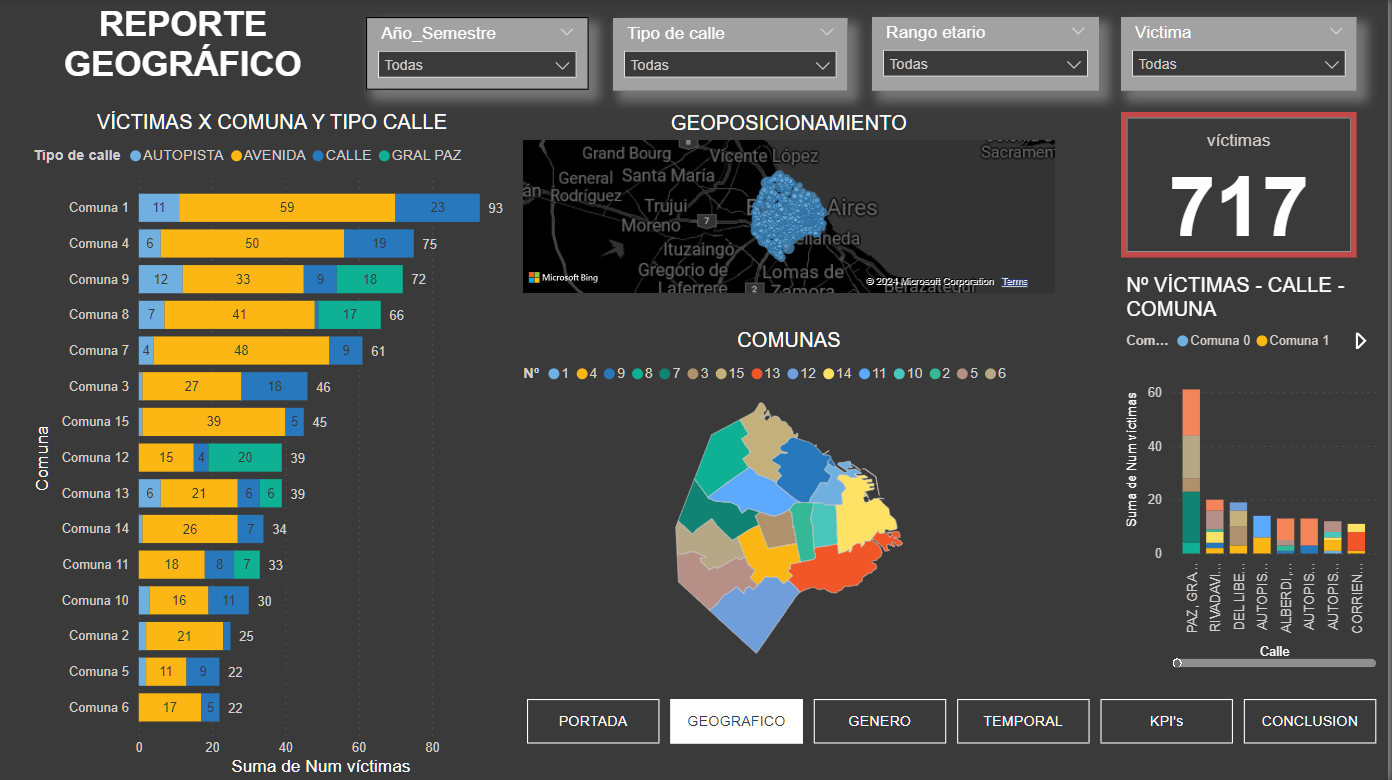 REPORTE
GEOGRÁFICO
Año_Semestre
Todas
Tipo de calle
Todas
Rango etario
Todas
Victima
Todas
VÍCTIMAS X COMUNA Y TIPO CALLE
Tipo de calle AUTOPISTA AVENIDA CALLE GRAL PAZ
Comuna
Comuna 1 11 59 23 93
Comuna 4 6 50 19 75
Comuna 9 12 33 9 18 72
Comuna 8 7 41 17 66
Comuna 7 4 48 9 61
Comuna 3 27 18 46
Comuna 15 39 5 45
Comuna 12 15 4 20 39
Comuna 13 6 21 6 6 39
Comuna 14 26 7 34
Comuna 11 18 8 7 33
Comuna 10 16 11 30
Comuna 2 21 25
Comuna 5 11 9 22
Comuna 6 17 5 22
0 20 40 60 80
Suma de Num víctimas
GEOPOSICIONAMIENTO
8
Grand Bourg
Vicente López
Sacramen
General
Rodríguez
Santa María
án
Trujui
7
Moreno
Aires
Ituzaingó
llaneda
Gregorio de
Laferrere
Lomas de
Zamora
2
Berazategui
Microsoft Bing
© 2024 Microsoft Corporation Terms
COMUNAS
Nº 1 4 9 8 7 3 15 13 12 14 11 10 2 5 6
víctimas
717
Nº VÍCTIMAS - CALLE -
COMUNA
Com... Comuna 0 Comuna 1
Suma de Num víctimas
60
40
20
0
PAZ, GRA...
RIVADAVI...
DEL LIBE...
AUTOPIS...
ALBERDI,...
AUTOPIS...
AUTOPIS...
CORRIEN...
Calle
PORTADA
GEOGRAFICO
GENERO
TEMPORAL
KPI's
CONCLUSION